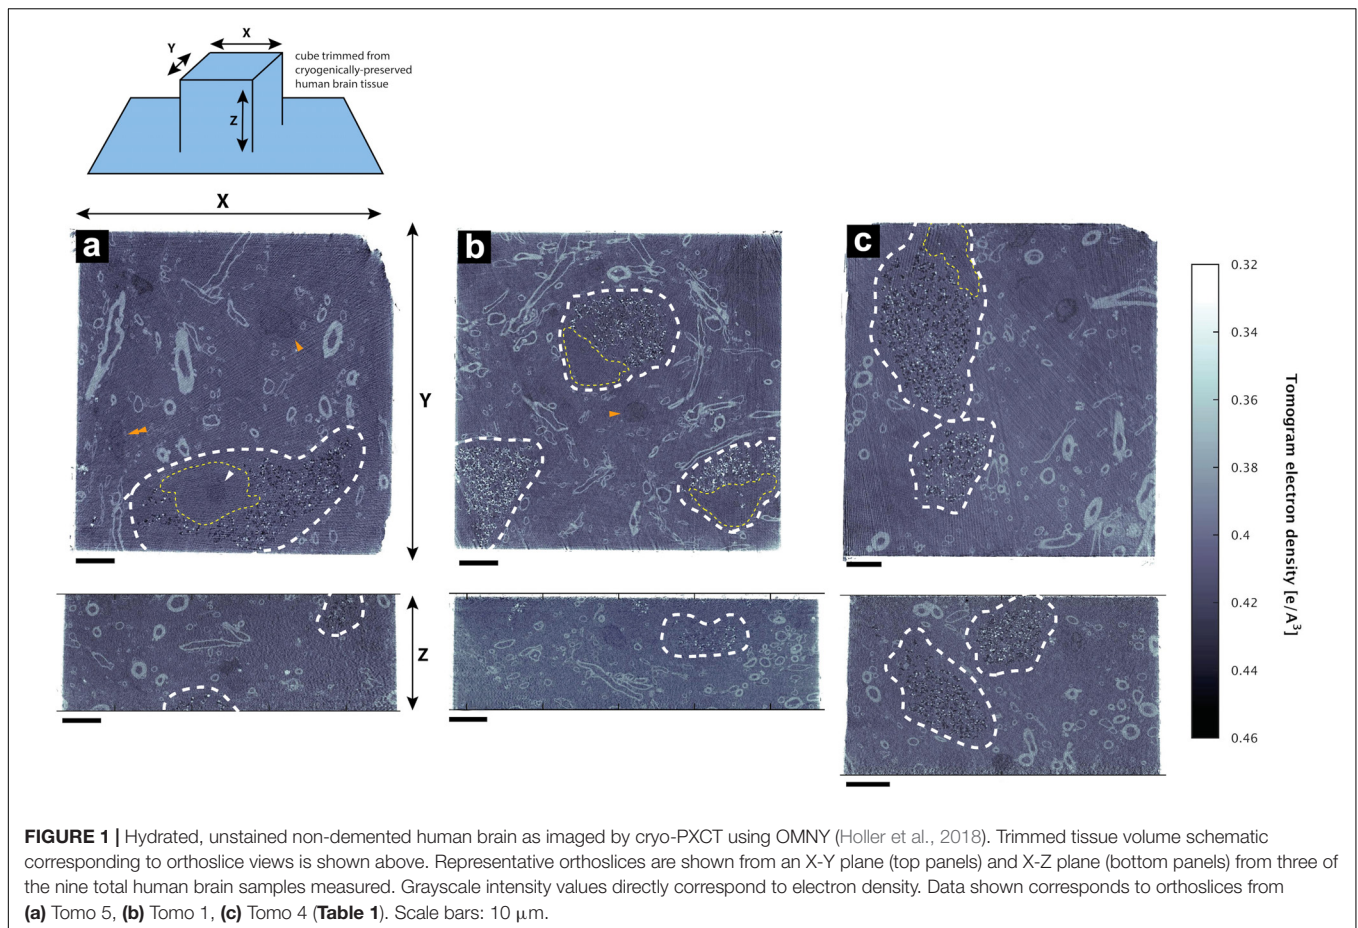 X
Y
cube trimmed from
cryogenically-preserved
human brain tissue
Z
X
a
b
c
Y
Z
0.32
0.34
0.36
0.38
0.4
0.42
0.44
0.46
Tomogram electron density [e/A^3]
FIGURE 1 | Hydrated, unstained non-demented human brain as imaged by cryo-PXCT using OMNY (Holler et al., 2018). Trimmed tissue volume schematic
corresponding to orthoslice views is shown above. Representative orthoslices are shown from an X-Y plane (top panels) and X-Z plane (bottom panels) from three of
the nine total human brain samples measured. Grayscale intensity values directly correspond to electron density. Data shown corresponds to orthoslices from
(a) Tomo 5, (b) Tomo 1, (c) Tomo 4 (Table 1). Scale bars: 10 μm.